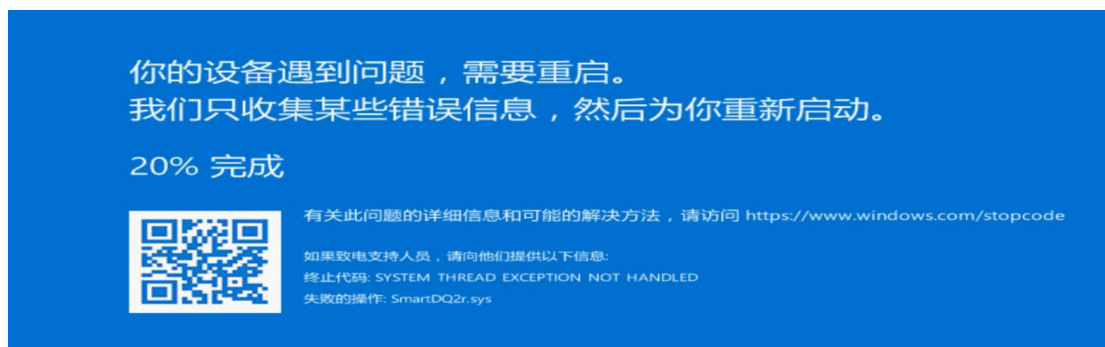 你的设备遇到问题，需要重启。
我们只收集某些错误信息，然后为你重新启动。
20% 完成
有关此问题的详细信息和可能的解决方法，请访问 https://www.windows.com/stopcode
如果致电支持人员，请向他们提供以下信息:
终止代码: SYSTEM THREAD EXCEPTION NOT HANDLED
失败的操作: SmartDQ2r.sys